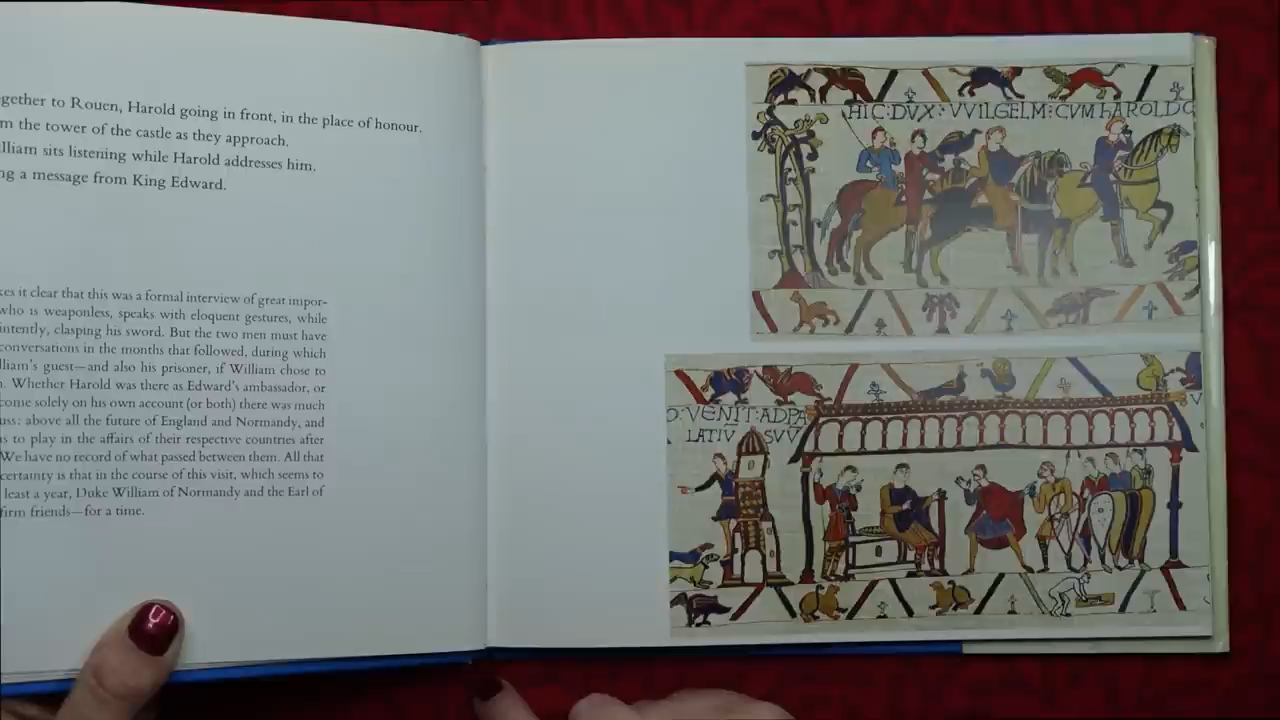 gether to Rouen, Harold going in front, in the place of honour.
m the tower of the castle as they approach.
lliam sits listening while Harold addresses him.
ng a message from King Edward.
kes it clear that this was a formal interview of great impor-
who is weaponless, speaks with eloquent gestures, while
intently, clasping his sword. But the two men must have
conversations in the months that followed, during which
lliam's guest—and also his prisoner, if William chose to
. Whether Harold was there as Edward's ambassador, or
come solely on his own account (or both) there was much
uss: above all the future of England and Normandy, and
s to play in the affairs of their respective countries after
We have no record of what passed between them. All that
certainty is that in the course of this visit, which seems to
least a year, Duke William of Normandy and the Earl of
firm friends—for a time.
HIC:DVX:VVILGELM:CVM hAROLDO
O:VENIT:ADPA
LATIV SVV
V